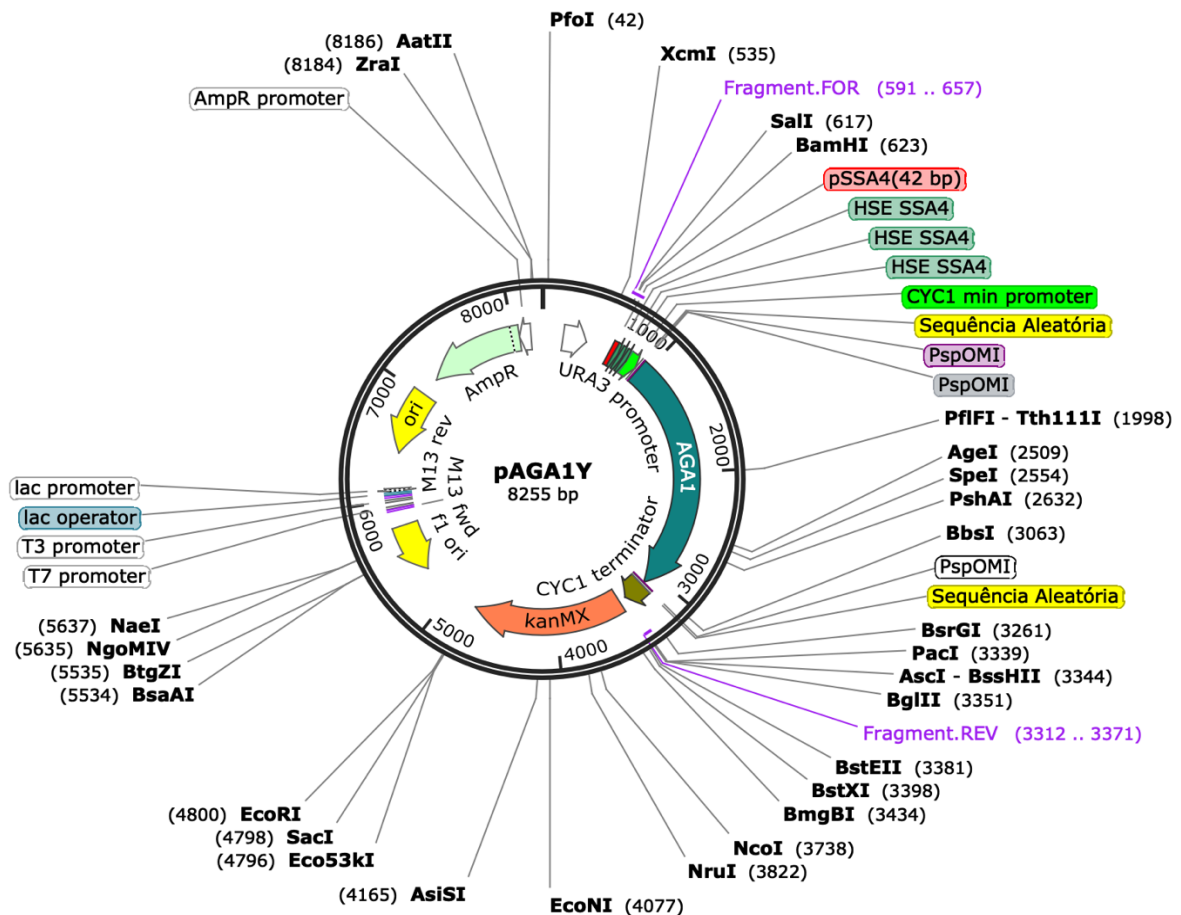 PfoI (42)
XcmI (535)
Fragment.FOR (591 .. 657)
SalI (617)
BamHI (623)
pSSA4(42 bp)
HSE SSA4
HSE SSA4
HSE SSA4
CYC1 min promoter
Sequência Aleatória
PspOMI
PspOMI
PflFI - Tth111I (1998)
AgeI (2509)
SpeI (2554)
PshAI (2632)
BbsI (3063)
PspOMI
Sequência Aleatória
BsrGI (3261)
PacI (3339)
AscI - BssHII (3344)
BglII (3351)
Fragment.REV (3312 .. 3371)
BstEII (3381)
BstXI (3398)
BmgBI (3434)
NcoI (3738)
NruI (3822)
EcoNI (4077)
(4165) AsiSI
(4796) Eco53kI
(4798) SacI
(4800) EcoRI
(5534) BsaAI
(5535) BtgZI
(5635) NgoMIV
(5637) NaeI
T7 promoter
T3 promoter
lac operator
lac promoter
AmpR promoter
(8184) ZraI
(8186) AatII
1000
2000
3000
4000
5000
6000
7000
8000
URA3 promoter
AGA1
CYC1 terminator
kanMX
f1 ori
M13 fwd
M13 rev
ori
AmpR
pAGA1Y
8255 bp